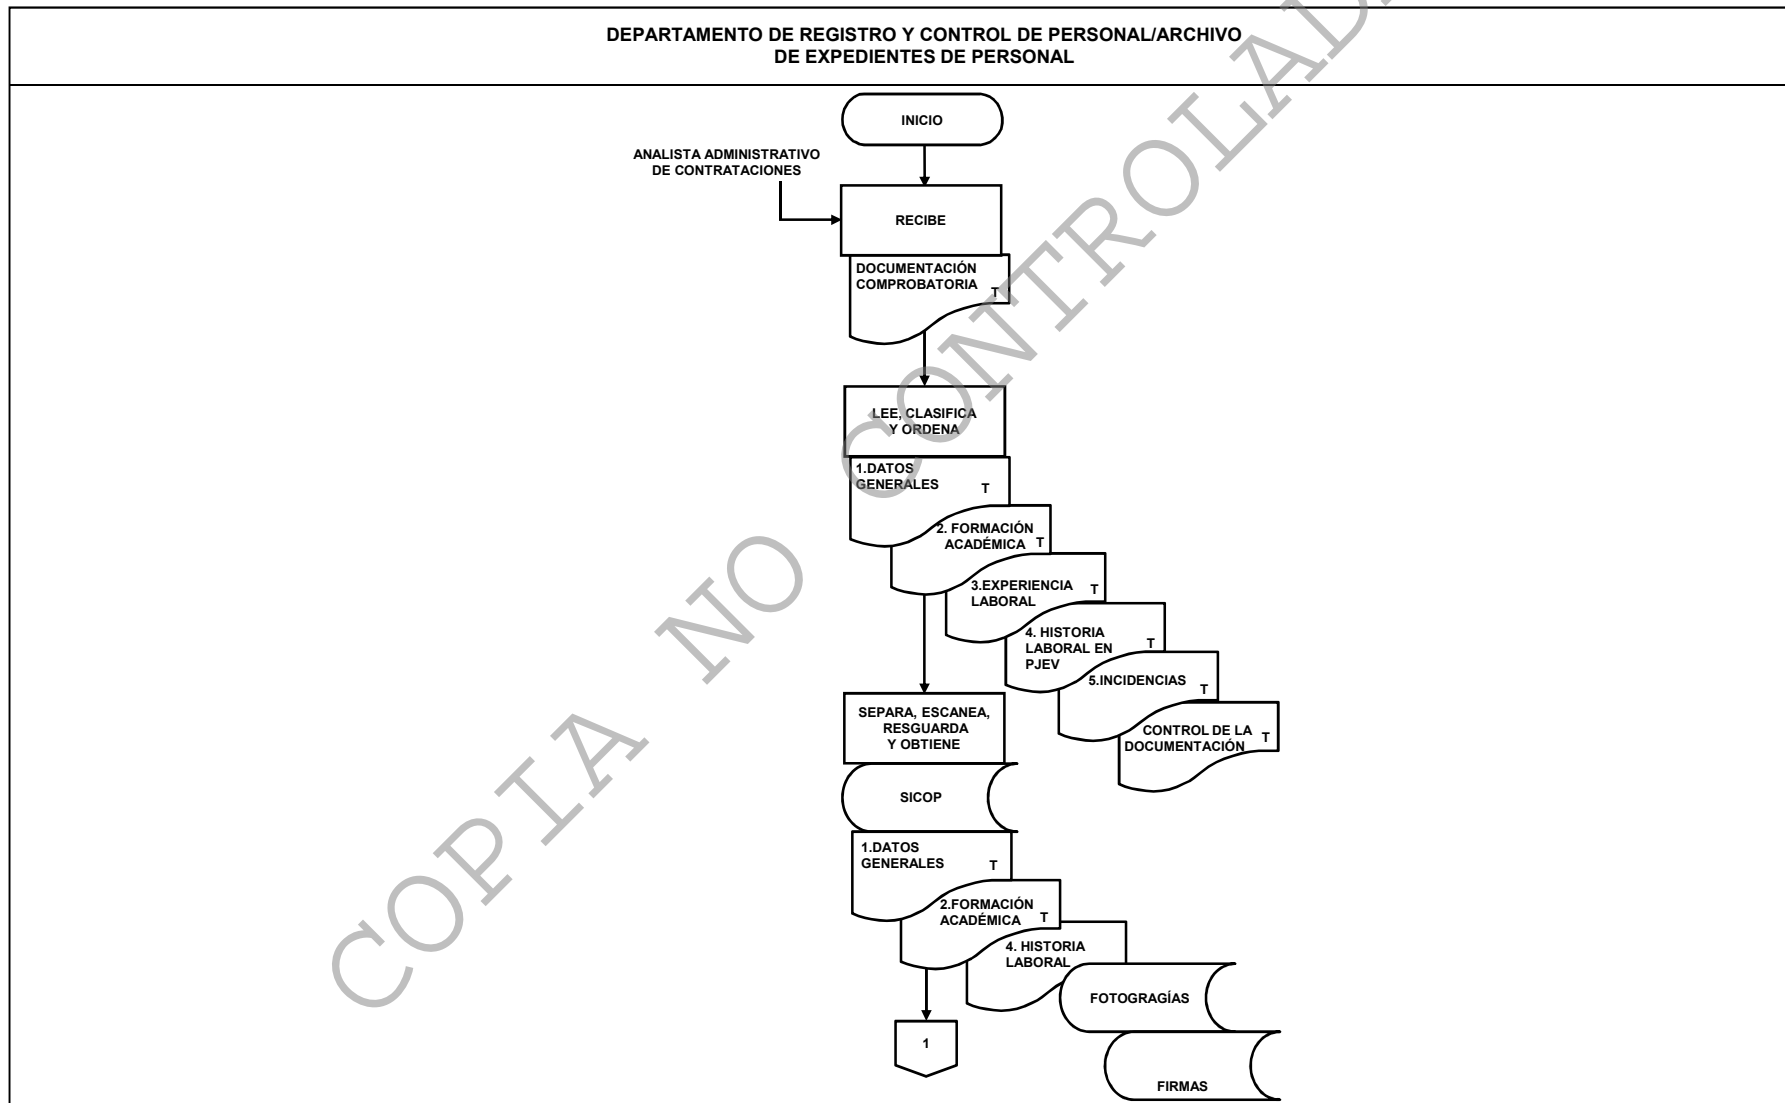 DEPARTAMENTO DE REGISTRO Y CONTROL DE PERSONAL/ARCHIVO
DE EXPEDIENTES DE PERSONAL
INICIO
ANALISTA ADMINISTRATIVO
DE CONTRATACIONES
RECIBE
DOCUMENTACIÓN
COMPROBATORIA
T
LEE, CLASIFICA
Y ORDENA
1.DATOS
GENERALES
T
2. FORMACIÓN
ACADÉMICA
T
3.EXPERIENCIA
LABORAL
T
4. HISTORIA
LABORAL EN
PJEV
T
5.INCIDENCIAS
T
CONTROL DE LA
DOCUMENTACIÓN
T
SEPARA, ESCANEA,
RESGUARDA
Y OBTIENE
SICOP
1.DATOS
GENERALES
T
2.FORMACIÓN
ACADÉMICA
T
4. HISTORIA
LABORAL
FOTOGRAGÍAS
FIRMAS
1
COPIA NO CONTROLAD